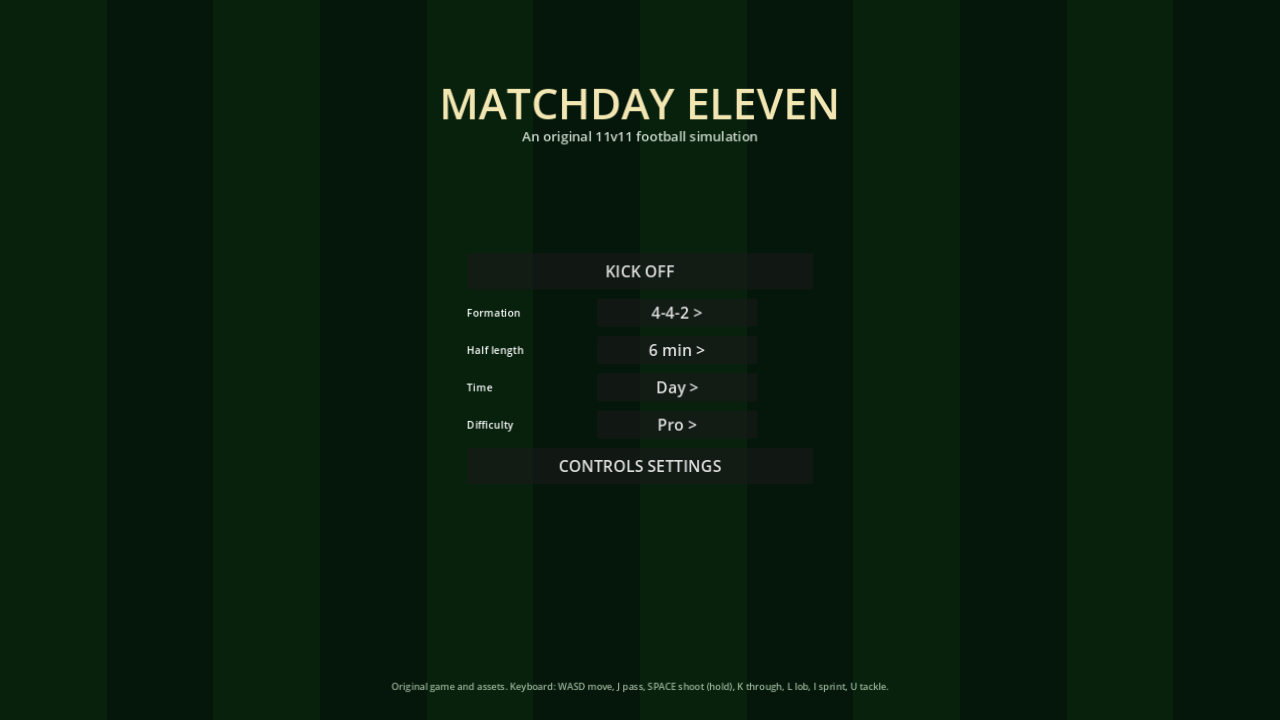 MATCHDAY ELEVEN
An original 11v11 football simulation
KICK OFF
Formation 4-4-2 >
Half length 6 min >
Time Day >
Difficulty Pro >
CONTROLS SETTINGS
Original game and assets. Keyboard: WASD move, J pass, SPACE shoot (hold), K through, L lob, I sprint, U tackle.